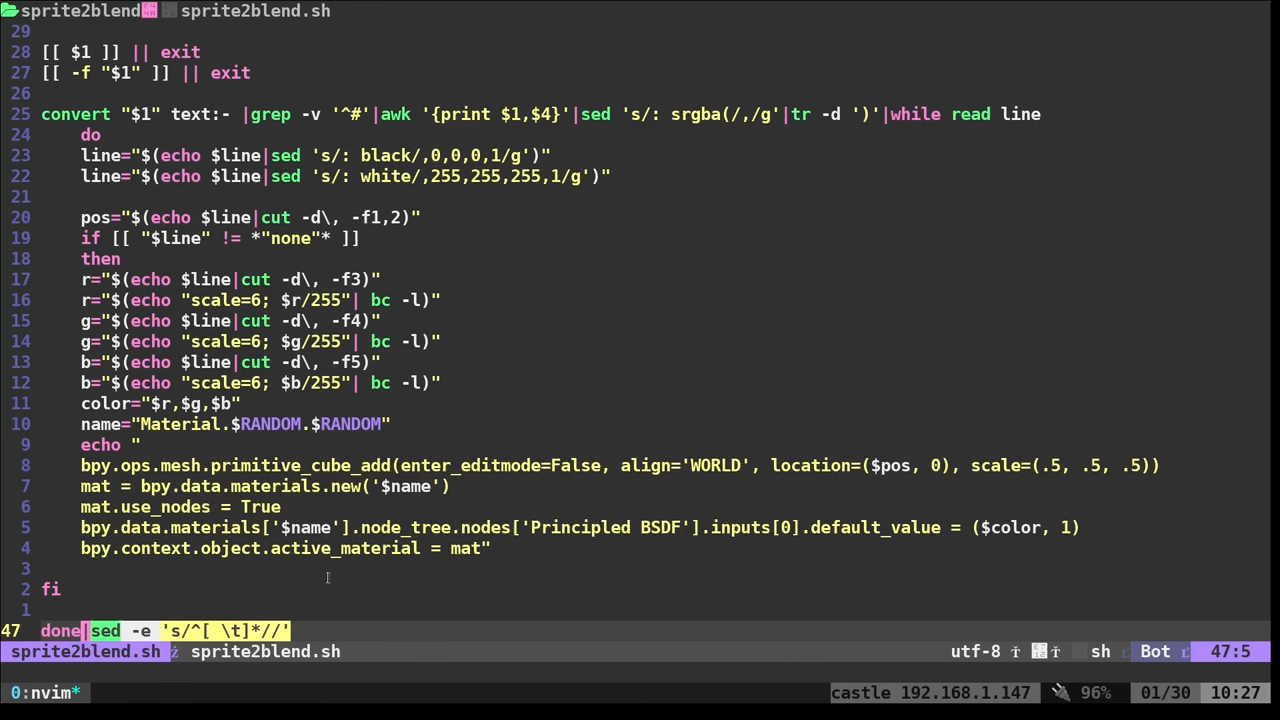 sprite2blend sprite2blend.sh
29
28 [[ $1 ]] || exit
27 [[ -f "$1" ]] || exit
26
25 convert "$1" text:- |grep -v '^#'|awk '{print $1,$4}'|sed 's/: srgba(/,/g'|tr -d ')'|while read line
24     do
23     line="$(echo $line|sed 's/: black/,0,0,0,1/g')"
22     line="$(echo $line|sed 's/: white/,255,255,255,1/g')"
21
20     pos="$(echo $line|cut -d\, -f1,2)"
19     if [[ "$line" != *"none"* ]]
18     then
17     r="$(echo $line|cut -d\, -f3)"
16     r="$(echo "scale=6; $r/255"| bc -l)"
15     g="$(echo $line|cut -d\, -f4)"
14     g="$(echo "scale=6; $g/255"| bc -l)"
13     b="$(echo $line|cut -d\, -f5)"
12     b="$(echo "scale=6; $b/255"| bc -l)"
11     color="$r,$g,$b"
10     name="Material.$RANDOM.$RANDOM"
9     echo "
8     bpy.ops.mesh.primitive_cube_add(enter_editmode=False, align='WORLD', location=($pos, 0), scale=(.5, .5, .5))
7     mat = bpy.data.materials.new('$name')
6     mat.use_nodes = True
5     bpy.data.materials['$name'].node_tree.nodes['Principled BSDF'].inputs[0].default_value = ($color, 1)
4     bpy.context.object.active_material = mat"
3
2 fi
1
47 done|sed -e 's/^[ \t]*//'
sprite2blend.sh sprite2blend.sh utf-8 sh Bot 47:5
0:nvim* castle 192.168.1.147 96% 01/30 10:27